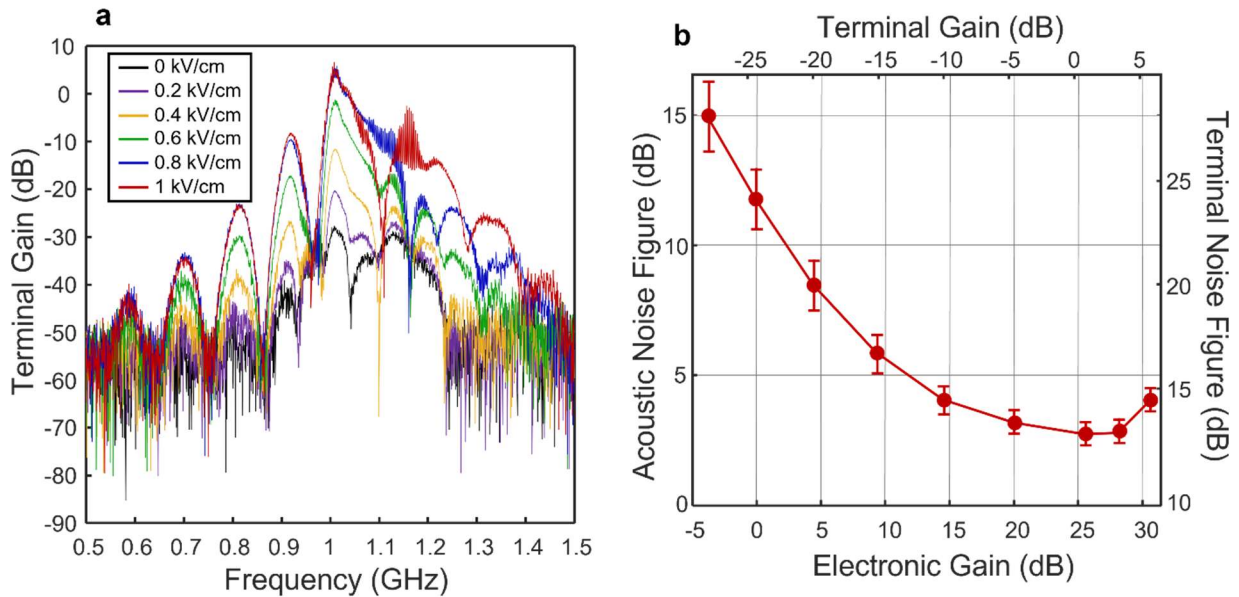 a
10
0
-10
-20
-30
-40
-50
-60
-70
-80
-90
Terminal Gain (dB)
0 kV/cm
0.2 kV/cm
0.4 kV/cm
0.6 kV/cm
0.8 kV/cm
1 kV/cm
0.5 0.6 0.7 0.8 0.9 1 1.1 1.2 1.3 1.4 1.5
Frequency (GHz)
b
Terminal Gain (dB)
-25 -20 -15 -10 -5 0 5
15
10
5
0
Acoustic Noise Figure (dB)
25
20
15
10
Terminal Noise Figure (dB)
-5 0 5 10 15 20 25 30
Electronic Gain (dB)